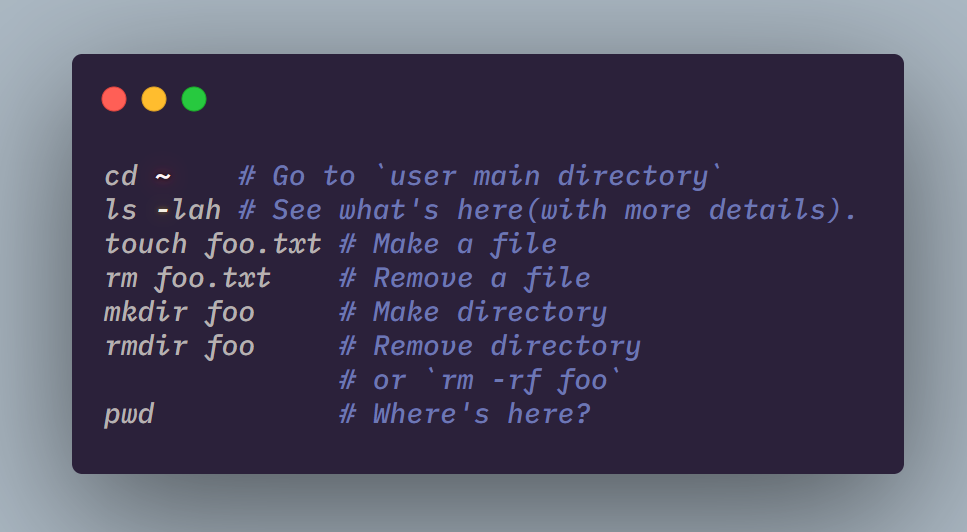 cd ~    # Go to `user main directory`
ls -lah # See what's here(with more details).
touch foo.txt # Make a file
rm foo.txt    # Remove a file
mkdir foo     # Make directory
rmdir foo     # Remove directory
              # or `rm -rf foo`
pwd           # Where's here?